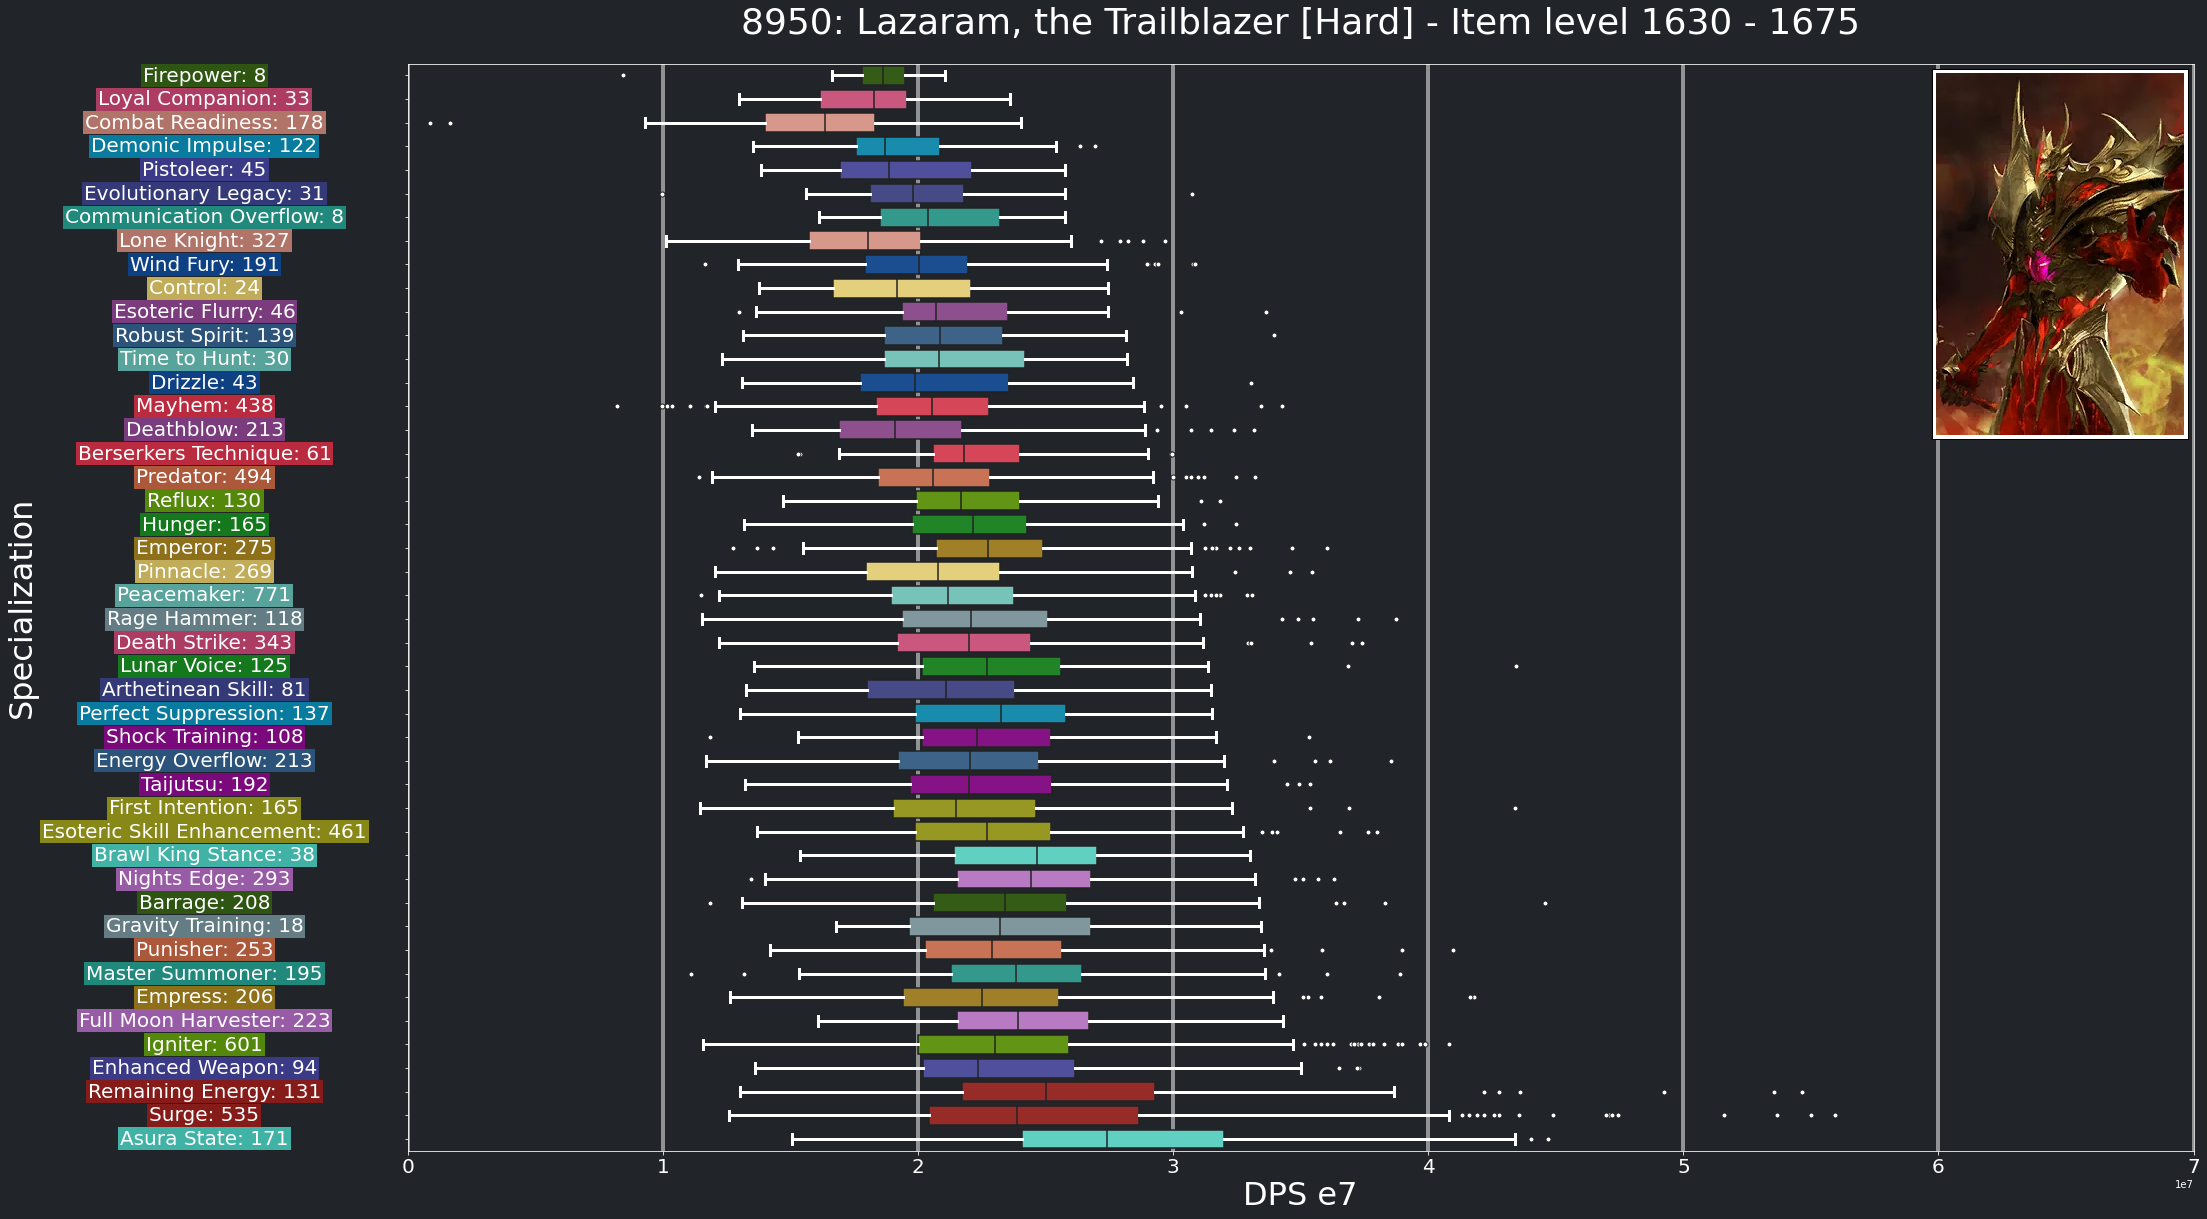 8950: Lazaram, the Trailblazer [Hard] - Item level 1630 - 1675
Specialization
Firepower: 8
Loyal Companion: 33
Combat Readiness: 178
Demonic Impulse: 122
Pistoleer: 45
Evolutionary Legacy: 31
Communication Overflow: 8
Lone Knight: 327
Wind Fury: 191
Control: 24
Esoteric Flurry: 46
Robust Spirit: 139
Time to Hunt: 30
Drizzle: 43
Mayhem: 438
Deathblow: 213
Berserkers Technique: 61
Predator: 494
Reflux: 130
Hunger: 165
Emperor: 275
Pinnacle: 269
Peacemaker: 771
Rage Hammer: 118
Death Strike: 343
Lunar Voice: 125
Arthetinean Skill: 81
Perfect Suppression: 137
Shock Training: 108
Energy Overflow: 213
Taijutsu: 192
First Intention: 165
Esoteric Skill Enhancement: 461
Brawl King Stance: 38
Nights Edge: 293
Barrage: 208
Gravity Training: 18
Punisher: 253
Master Summoner: 195
Empress: 206
Full Moon Harvester: 223
Igniter: 601
Enhanced Weapon: 94
Remaining Energy: 131
Surge: 535
Asura State: 171
0 1 2 3 4 5 6 7
1e7
DPS e7